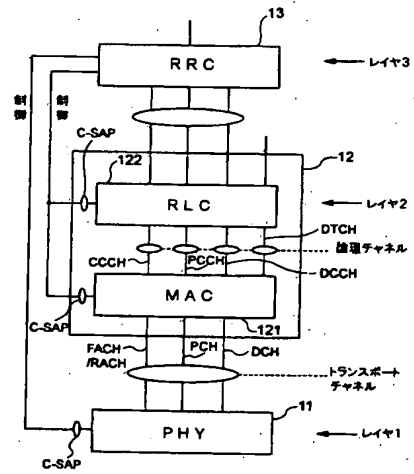 13
RRC
レイヤ3
制御
制御
C-SAP
122
12
RLC
レイヤ2
DTCH
論理チャネル
CCCH
PCCH
DCCH
MAC
C-SAP
121
FACH
/RACH
PCH
DCH
トランスポート
チャネル
11
PHY
レイヤ1
C-SAP